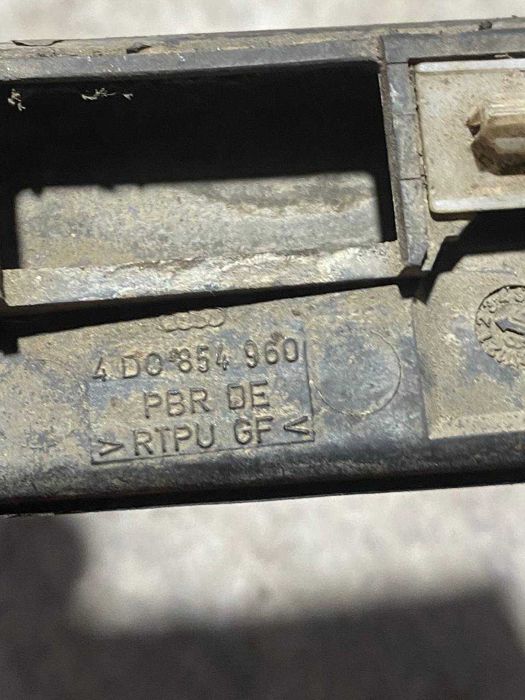 4D0 854 960
PBR DE
>RTPU GF<